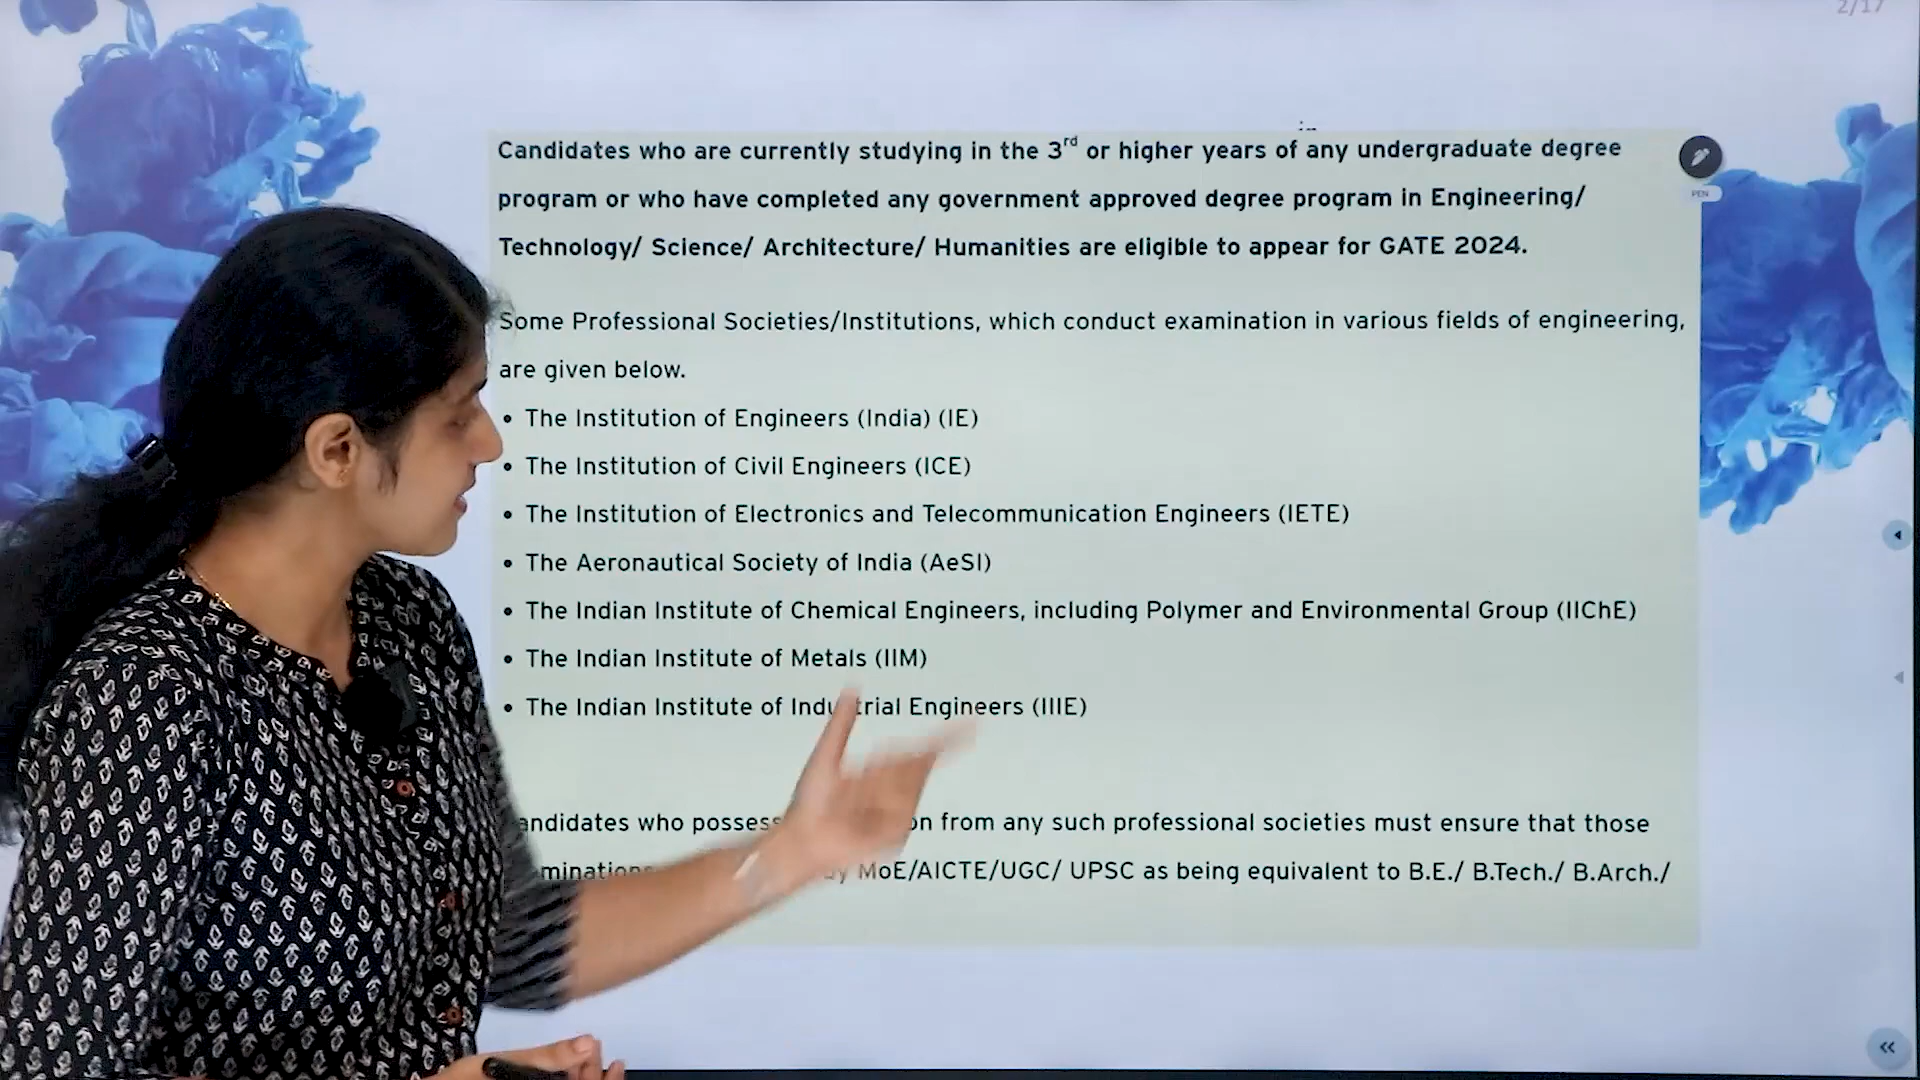 2/17
Candidates who are currently studying in the 3rd or higher years of any undergraduate degree
PEN
program or who have completed any government approved degree program in Engineering/
Technology/ Science/ Architecture/ Humanities are eligible to appear for GATE 2024.
Some Professional Societies/Institutions, which conduct examination in various fields of engineering,
are given below.
• The Institution of Engineers (India) (IE)
• The Institution of Civil Engineers (ICE)
• The Institution of Electronics and Telecommunication Engineers (IETE)
• The Aeronautical Society of India (AeSI)
• The Indian Institute of Chemical Engineers, including Polymer and Environmental Group (IIChE)
• The Indian Institute of Metals (IIM)
• The Indian Institute of Industrial Engineers (IIIE)
andidates who possess on from any such professional societies must ensure that those
minations by MoE/AICTE/UGC/ UPSC as being equivalent to B.E./ B.Tech./ B.Arch./